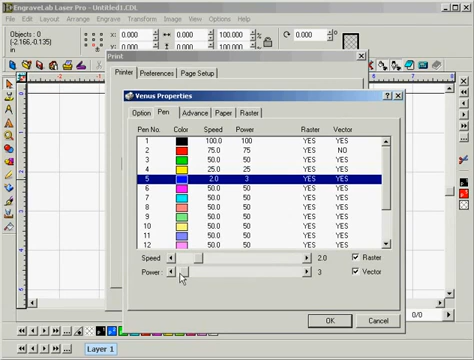 EngraveLab Laser Pro - Untitled1.CDL
File Edit Layout Arrange Engrave Transform View Options Help
Objects : 0
(-2.166,-0.135)
in
X: 0.000
Y: 0.000
0.000
0.000
100.000
100.000
0.000
Print
Printer Preferences Page Setup
Venus Properties
Option Pen Advance Paper Raster
Pen No. Color Speed Power Raster Vector
1 100.0 100 YES YES
2 75.0 75 YES NO
3 50.0 50 YES YES
4 25.0 25 YES YES
5 2.0 3 YES YES
6 50.0 50 YES YES
7 50.0 50 YES YES
8 50.0 50 YES YES
9 50.0 50 YES YES
10 50.0 50 YES YES
11 50.0 50 YES YES
12 50.0 50 YES YES
Speed 2.0 Raster
Power : 3 Vector
0/0
OK Cancel
Layer 1